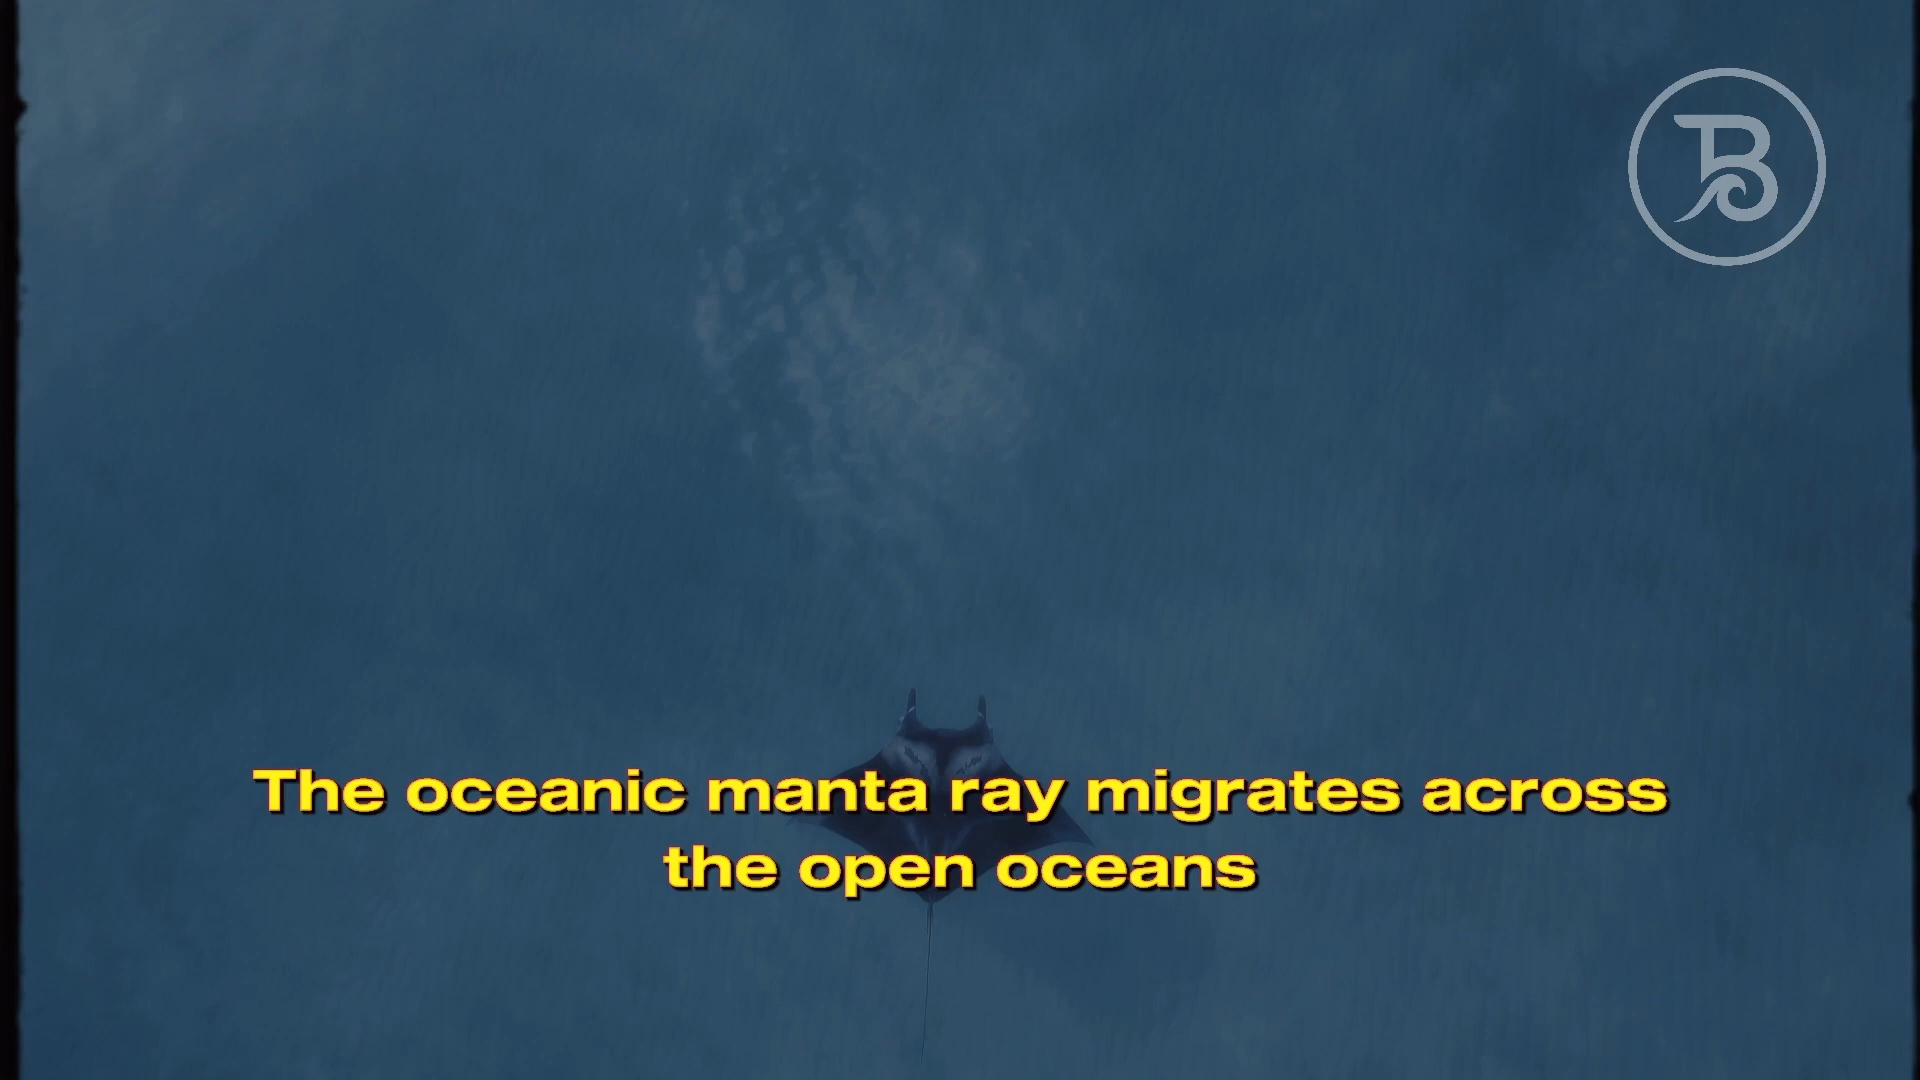 The oceanic manta ray migrates across
the open oceans